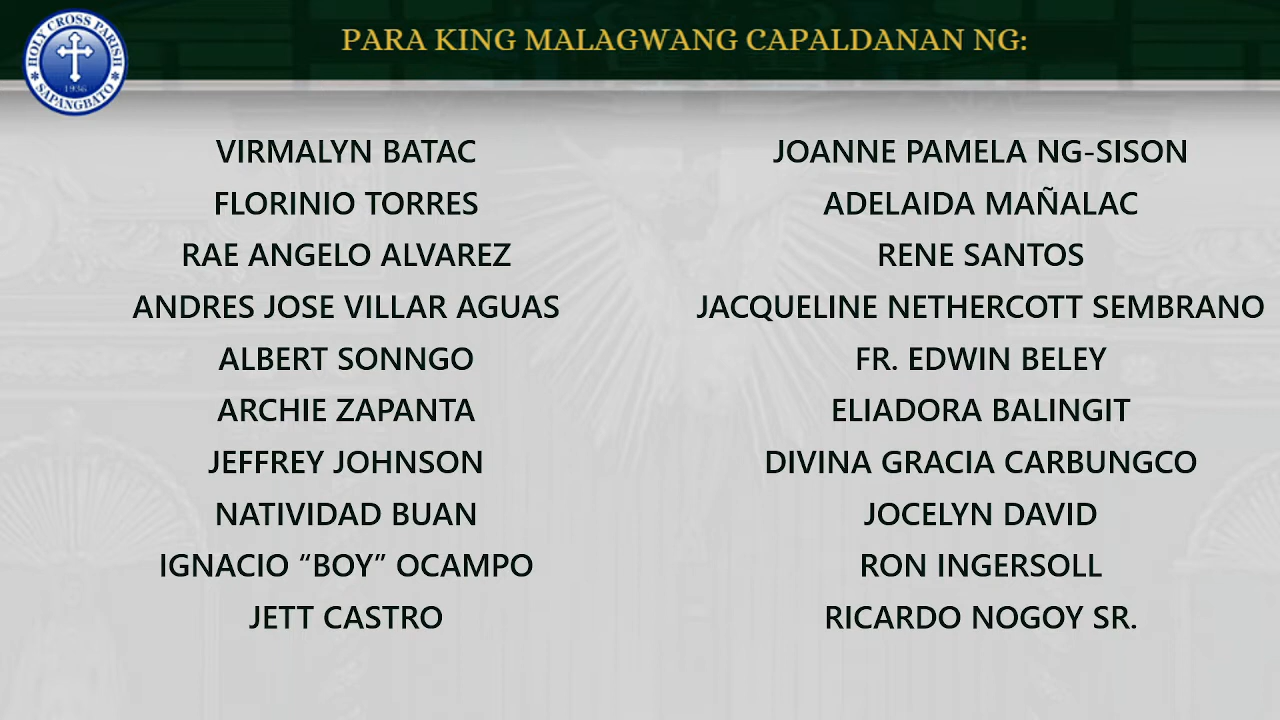 HOLY CROSS PARISH
1936
SAPANGBATO
PARA KING MALAGWANG CAPALDANAN NG:
VIRMALYN BATAC
FLORINIO TORRES
RAE ANGELO ALVAREZ
ANDRES JOSE VILLAR AGUAS
ALBERT SONNGO
ARCHIE ZAPANTA
JEFFREY JOHNSON
NATIVIDAD BUAN
IGNACIO “BOY” OCAMPO
JETT CASTRO
JOANNE PAMELA NG-SISON
ADELAIDA MAÑALAC
RENE SANTOS
JACQUELINE NETHERCOTT SEMBRANO
FR. EDWIN BELEY
ELIADORA BALINGIT
DIVINA GRACIA CARBUNGCO
JOCELYN DAVID
RON INGERSOLL
RICARDO NOGOY SR.